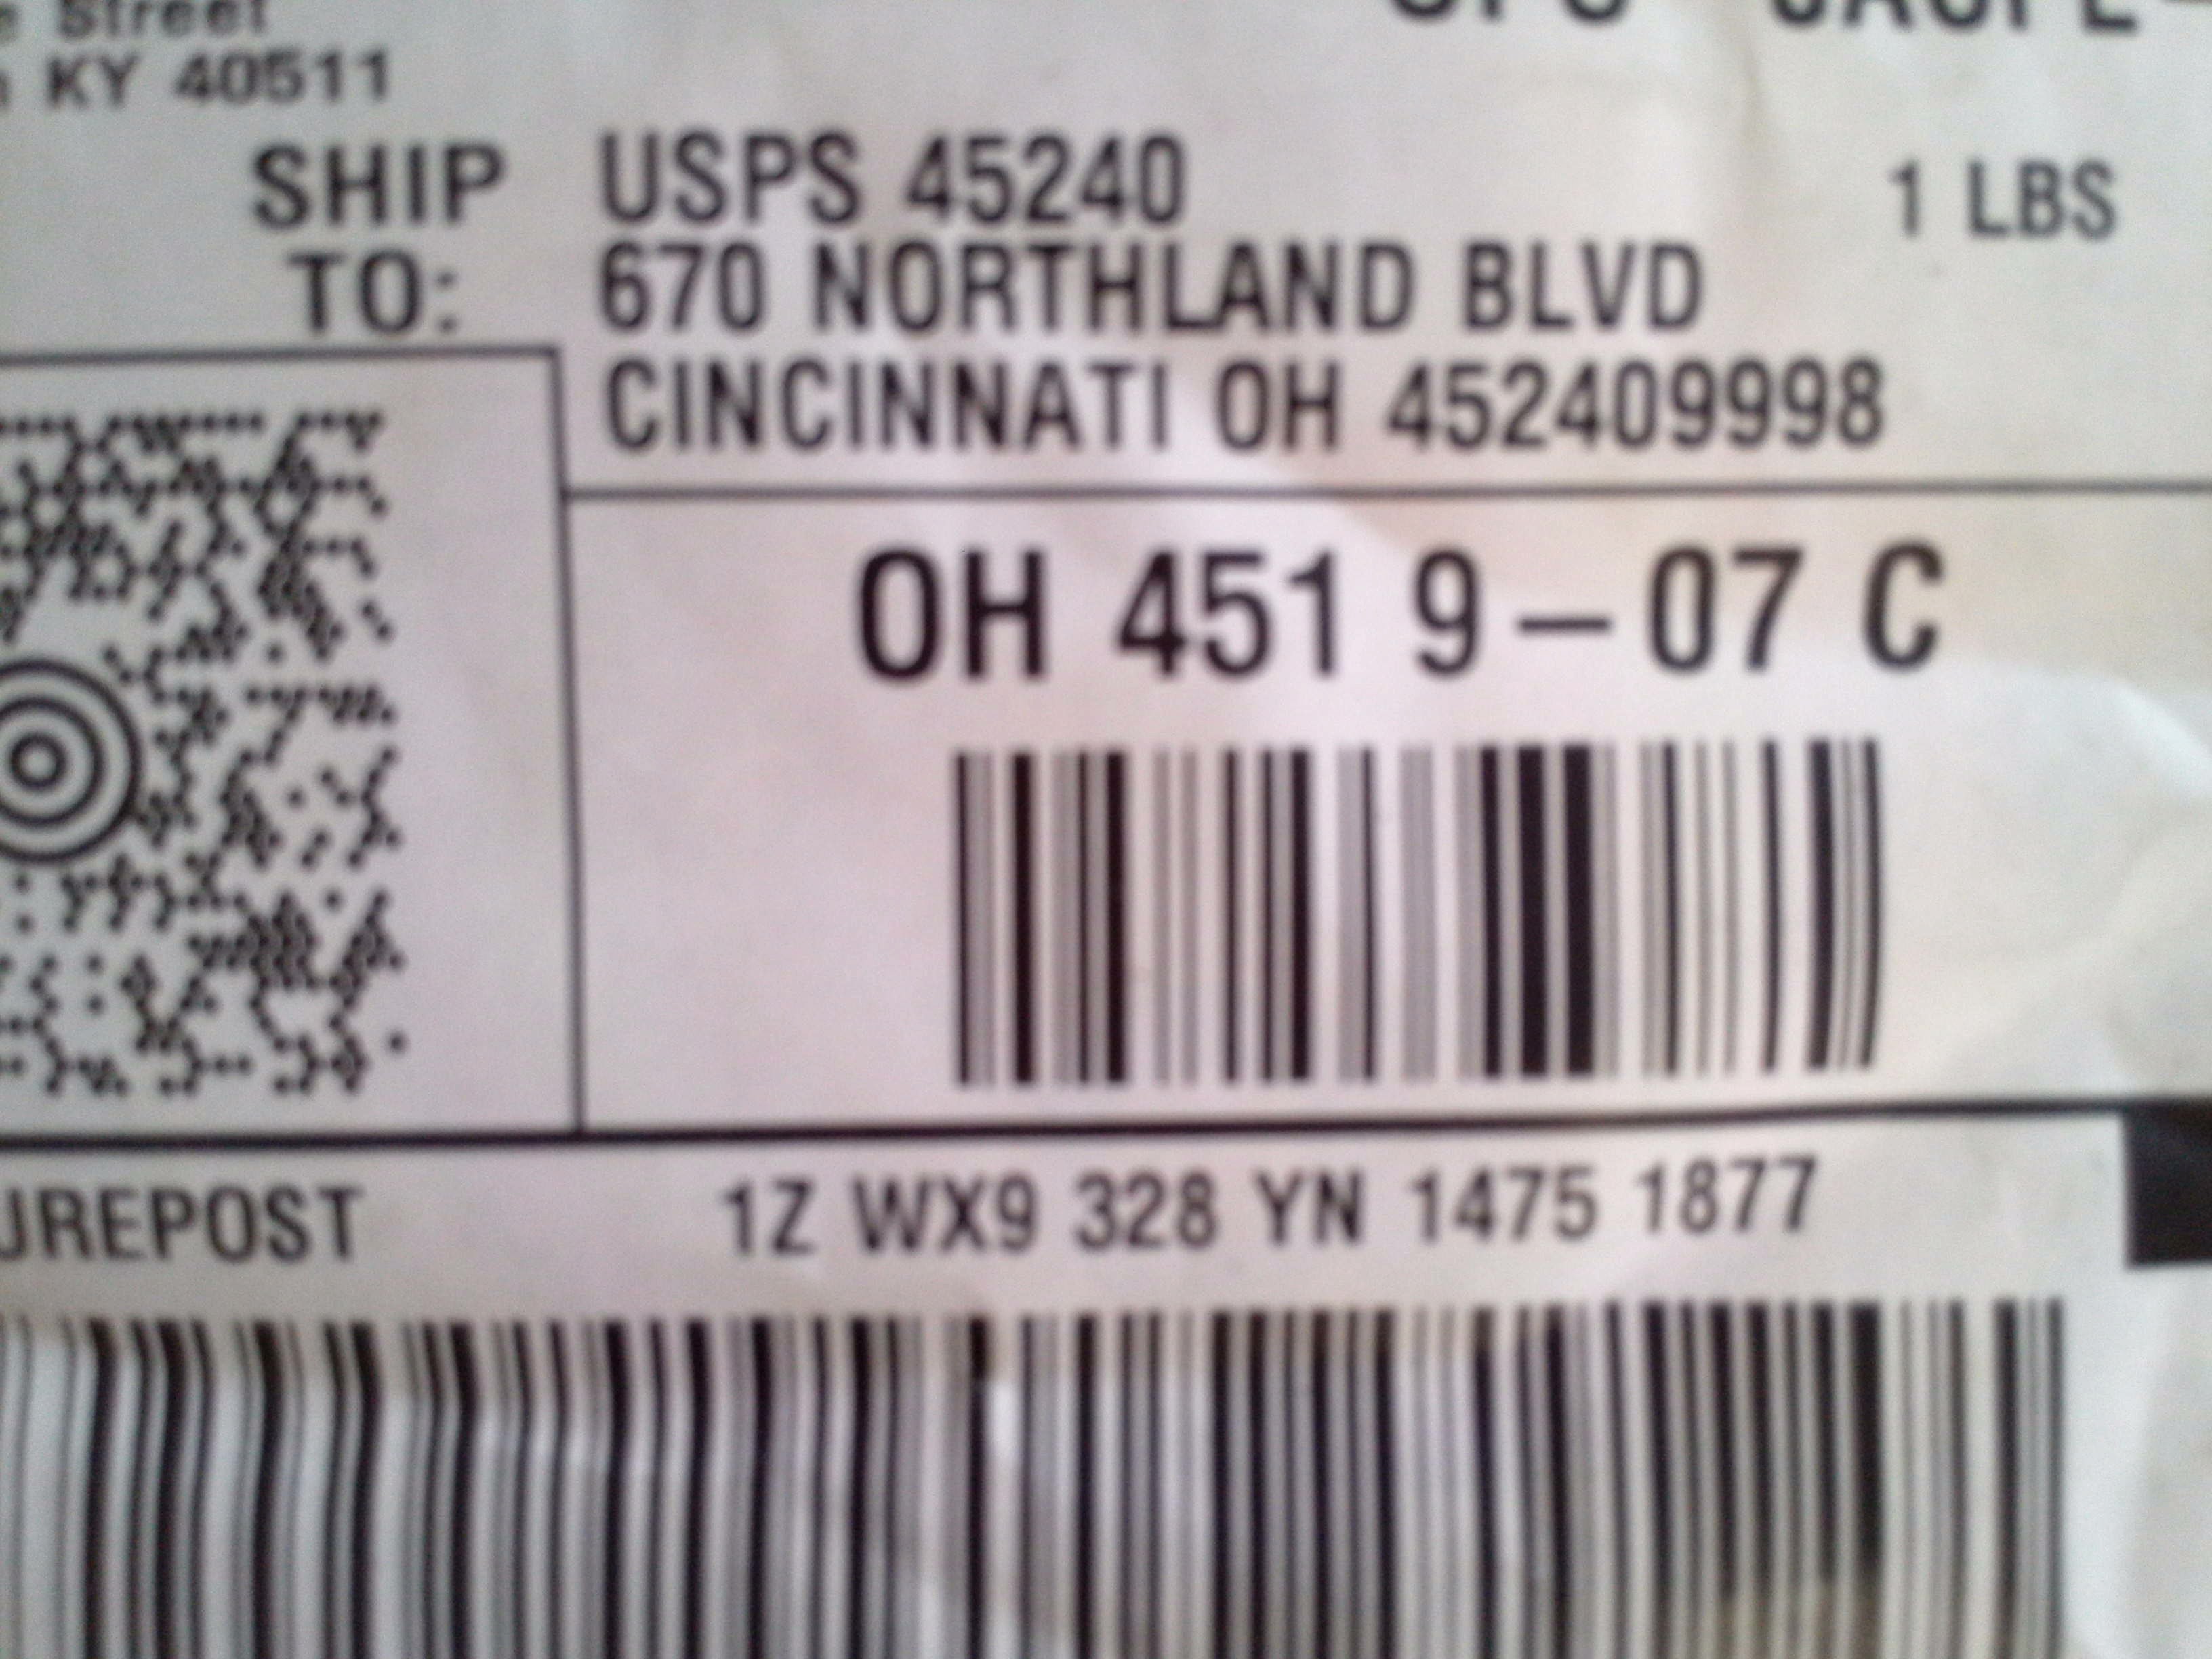 Street
KY 40511
SHIP TO:
USPS 45240
1 LBS
670 NORTHLAND BLVD
CINCINNATI OH 452409998
OH 451 9-07 C
UREPOST
1Z WX9 328 YN 1475 1877